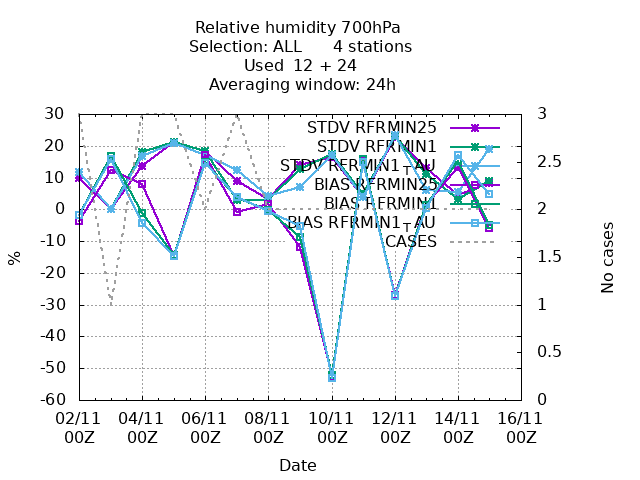 Relative humidity 700hPa
Selection: ALL 4 stations
Used 12 + 24
Averaging window: 24h
30
20
10
0
-10
-20
-30
-40
-50
-60
%
3
2.5
2
1.5
1
0.5
0
No cases
STDV RFRMIN25
STDV RFRMIN1
STDV RFRMIN1_AU
BIAS RFRMIN25
BIAS RFRMIN1
BIAS RFRMIN1_AU
CASES
02/11 04/11 06/11 08/11 10/11 12/11 14/11 16/11
00Z 00Z 00Z 00Z 00Z 00Z 00Z 00Z
Date